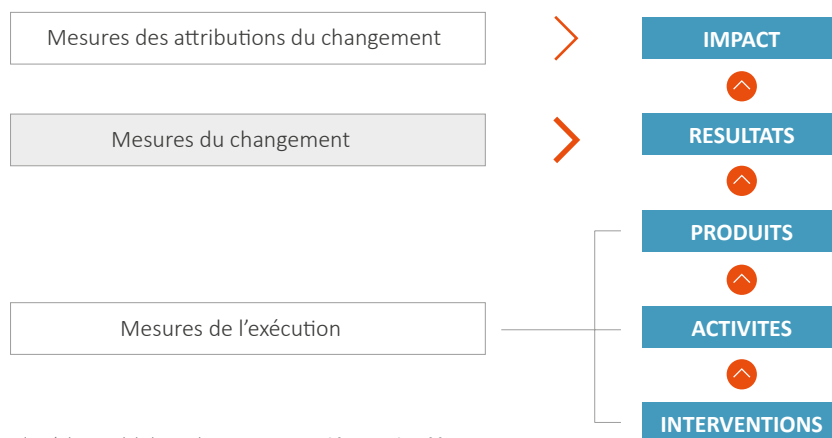 Mesures des attributions du changement
IMPACT
Mesures du changement
RESULTATS
PRODUITS
Mesures de l'exécution
ACTIVITES
INTERVENTIONS